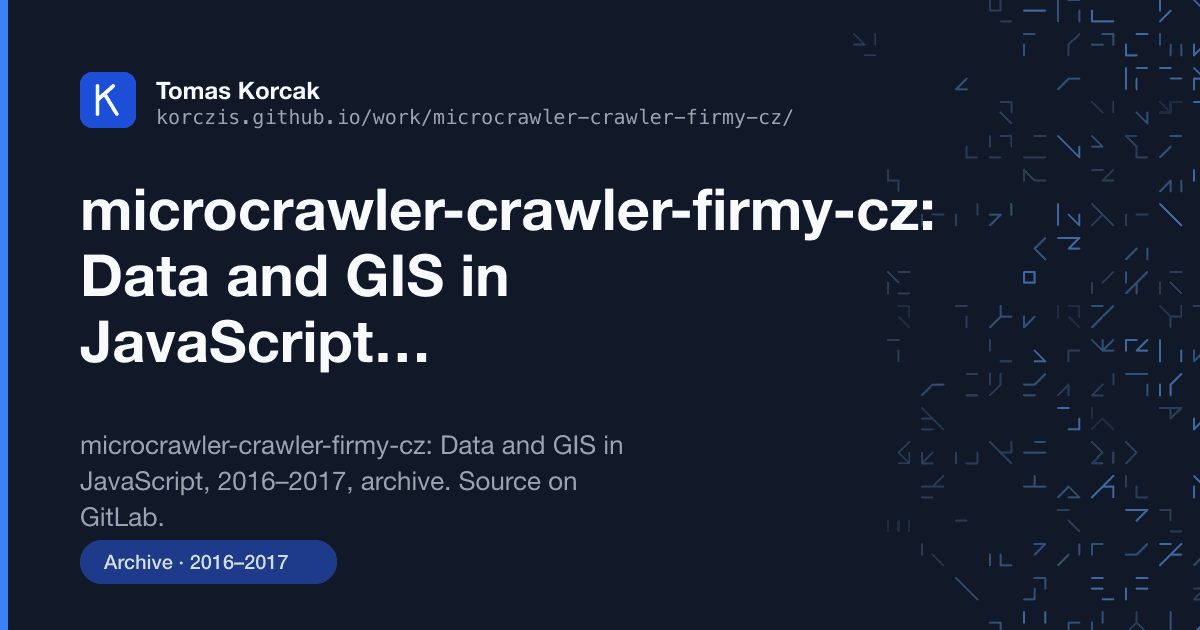 K
Tomas Korcak
korczis.github.io/work/microcrawler-crawler-firmy-cz/
microcrawler-crawler-firmy-cz:
Data and GIS in
JavaScript…
microcrawler-crawler-firmy-cz: Data and GIS in
JavaScript, 2016–2017, archive. Source on
GitLab.
Archive · 2016–2017